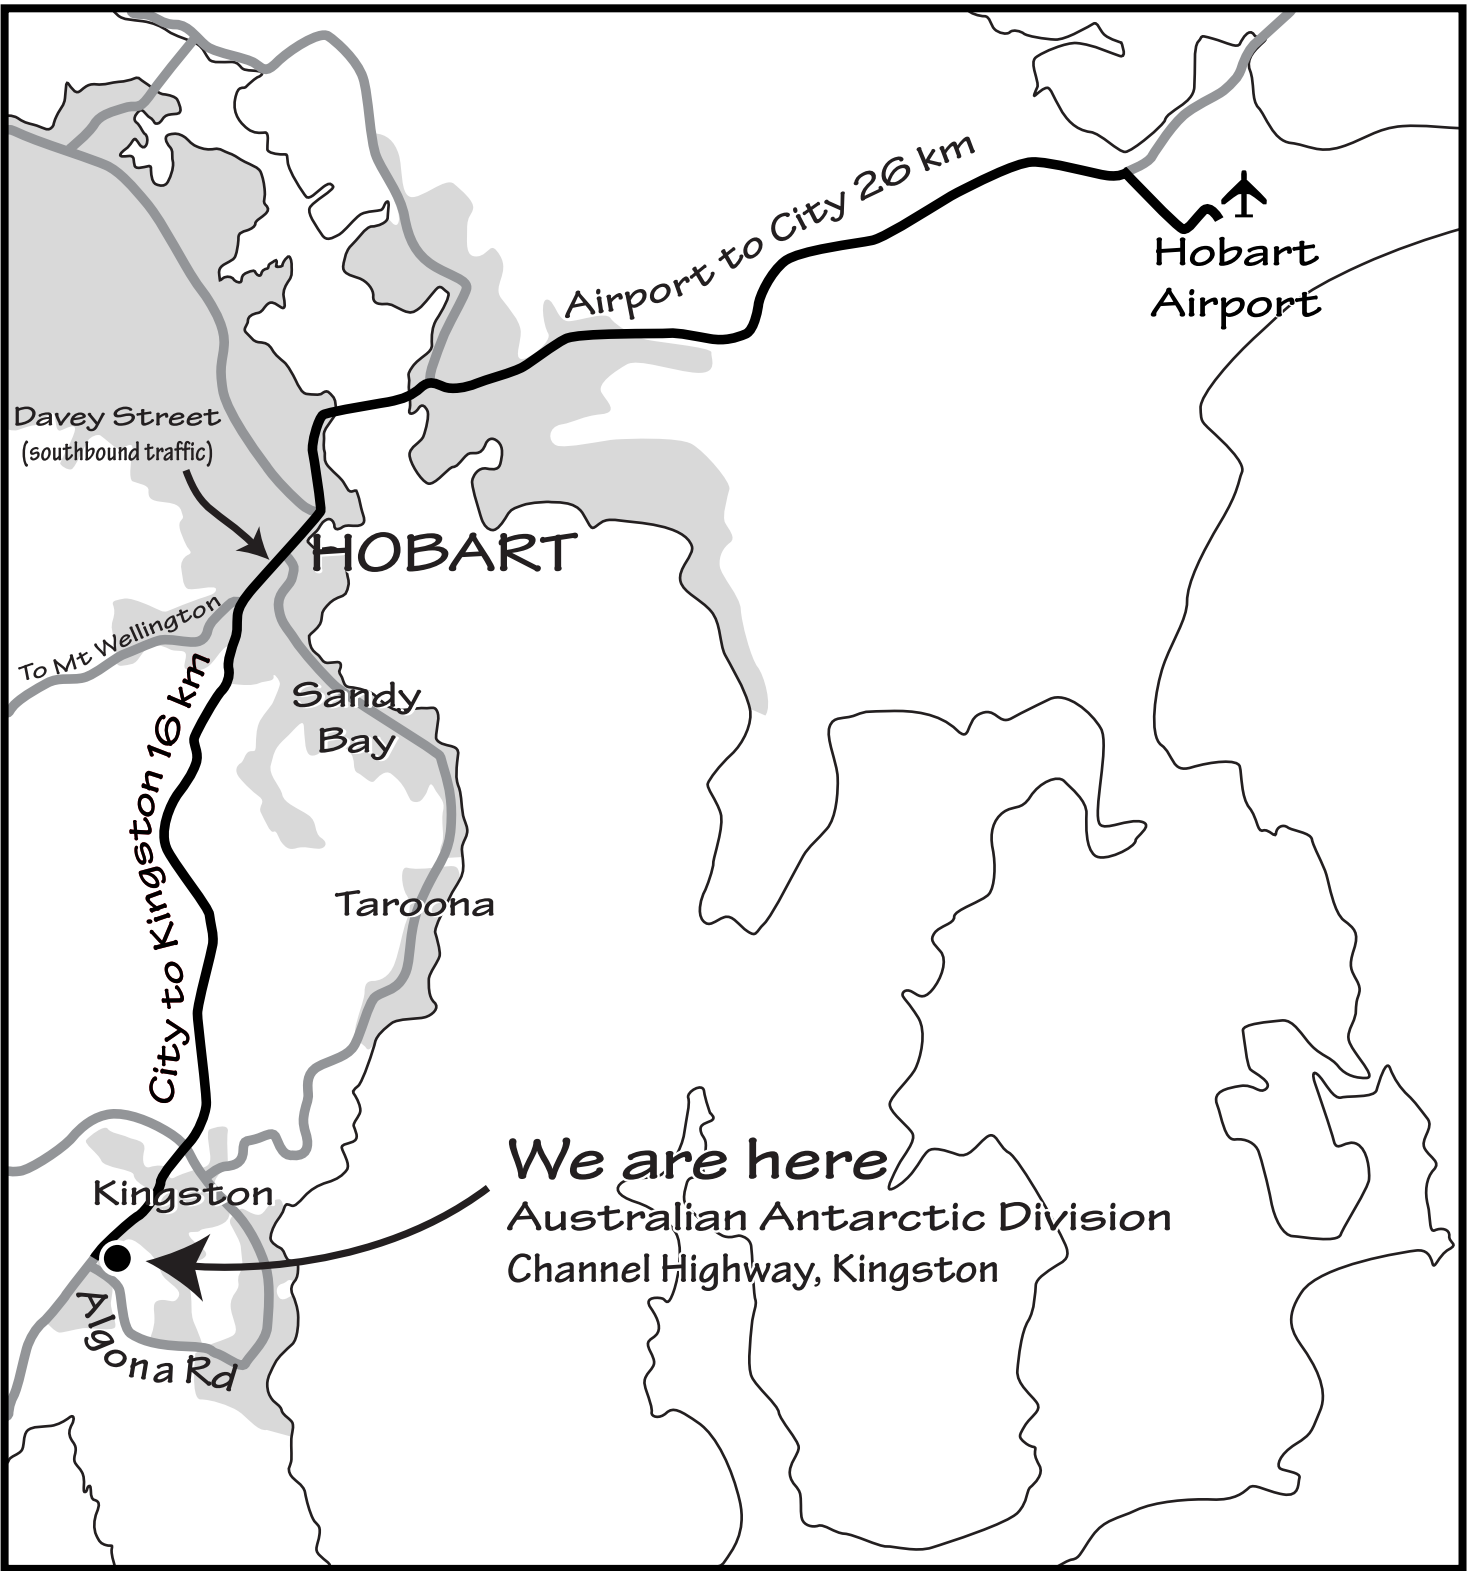 Airport to City 26 km
Hobart
Airport
Davey Street
(southbound traffic)
HOBART
To Mt Wellington
Sandy
Bay
City to Kingston 16 km
Taroona
We are here
Australian Antarctic Division
Channel Highway, Kingston
Kingston
Algona Rd